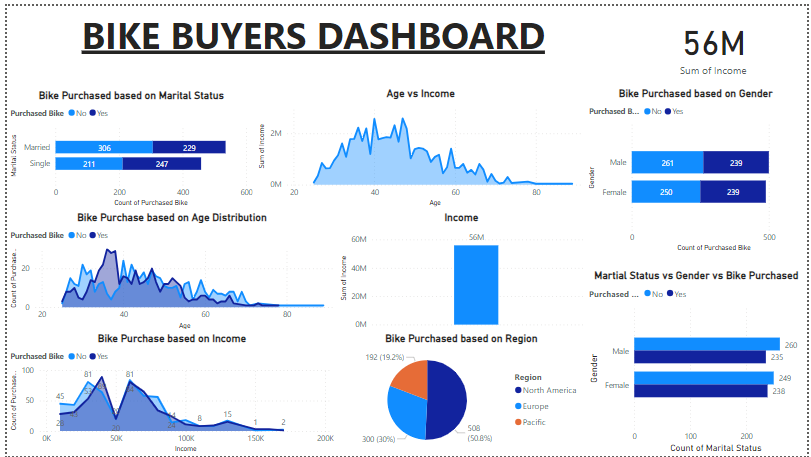 BIKE BUYERS DASHBOARD
56M
Sum of Income
Bike Purchased based on Marital Status
Purchased Bike No Yes
Marital Status
Married 306 229
Single 211 247
0 200 400 600
Count of Purchased Bike
Age vs Income
Sum of Income
2M
0M
20 40 60 80
Age
Bike Purchased based on Gender
Purchased B... No Yes
Gender
Male 261 239
Female 250 239
0 500
Count of Purchased Bike
Bike Purchase based on Age Distribution
Purchased Bike No Yes
Count of Purchase...
20
0
20 40 60 80
Age
Income
56M
Sum of Income
60M
40M
20M
0M
Martial Status vs Gender vs Bike Purchased
Purchased ... No Yes
Gender
Male 260
235
Female 249
238
0 100 200
Count of Marital Status
Bike Purchase based on Income
Purchased Bike No Yes
Count of Purchase...
100
50
0
81 81
45
28
20
24
8 15 1 2
0K 50K 100K 150K 200K
Income
Bike Purchased based on Region
192 (19.2%)
300 (30%)
508
(50.8%)
Region
North America
Europe
Pacific